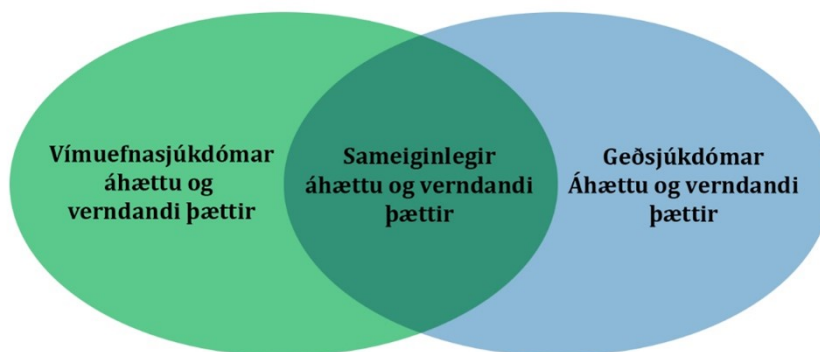 Vímuefnasjúkdómar
áhættu og
verndandi þættir
Sameiginlegir
áhættu og verndandi
þættir
Geðsjúkdómar
Áhættu og verndandi
þættir